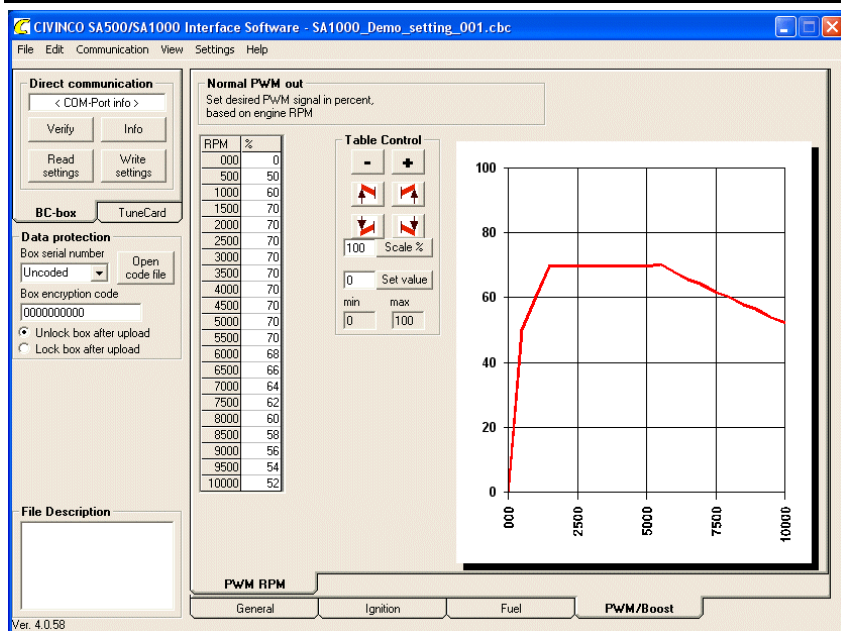 CIVINCO SA500/SA1000 Interface Software - SA1000_Demo_setting_001.cbc
File Edit Communication View Settings Help
Direct communication
< COM-Port info >
Verify Info
Read settings
Write settings
BC-box TuneCard
Data protection
Box serial number
Uncoded
Open code file
Box encryption code
0000000000
Unlock box after upload
Lock box after upload
File Description
Ver. 4.0.58
Normal PWM out
Set desired PWM signal in percent,
based on engine RPM
RPM %
000 0
500 50
1000 60
1500 70
2000 70
2500 70
3000 70
3500 70
4000 70
4500 70
5000 70
5500 70
6000 68
6500 66
7000 64
7500 62
8000 60
8500 58
9000 56
9500 54
10000 52
Table Control
- +
100 Scale %
0 Set value
min max
0 100
100
80
60
40
20
0
000 2500 5000 7500 10000
PWM RPM
General Ignition Fuel PWM/Boost